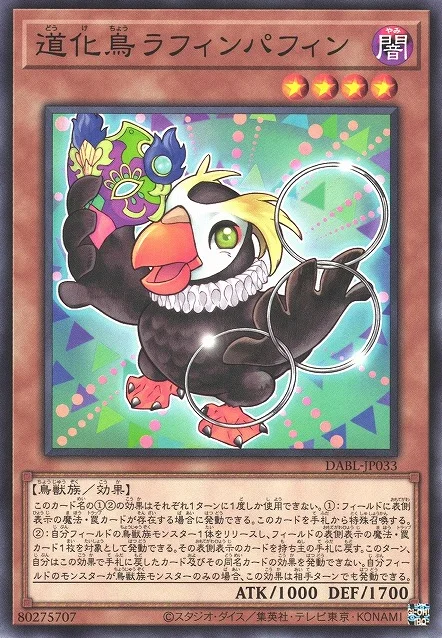 道化鳥ラフィンパフィン
闇
DABL-JP033
【鳥獣族／効果】
このカード名の①②の効果はそれぞれ1ターンに1度しか使用できない。①：フィールドに表側
表示の魔法・罠カードが存在する場合に発動できる。このカードを手札から特殊召喚する。
②：自分フィールドの鳥獣族モンスター1体をリリースし、フィールドの表側表示の魔法・罠
カード1枚を対象として発動できる。その表側表示のカードを持ち主の手札に戻す。このターン、
自分はこの効果で手札に戻したカード及びその同名カードの効果を発動できない。自分フィ
ールドのモンスターが鳥獣族モンスターのみの場合、この効果は相手ターンでも発動できる。
ATK/1000 DEF/1700
80275707
©スタジオ・ダイス/集英社・テレビ東京・KONAMI